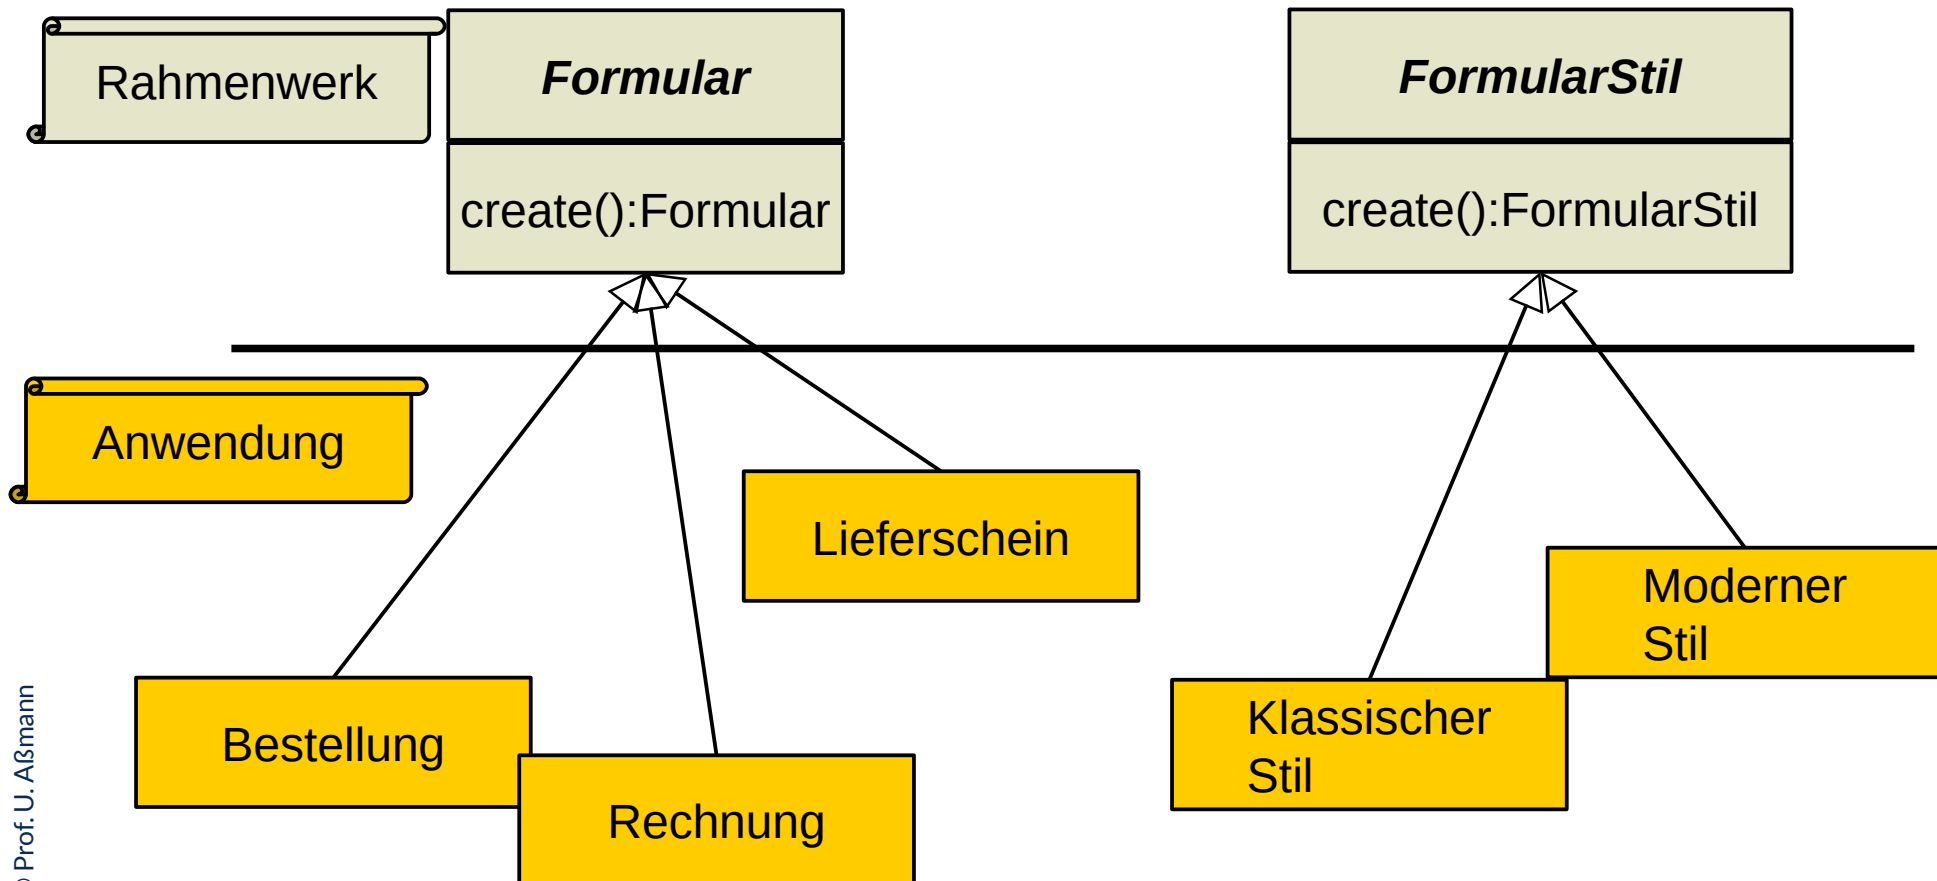 Rahmenwerk
Formular
create():Formular
FormularStil
create():FormularStil
Anwendung
Lieferschein
Moderner
Stil
Bestellung
Klassischer
Stil
Rechnung
© Prof. U. Aßmann